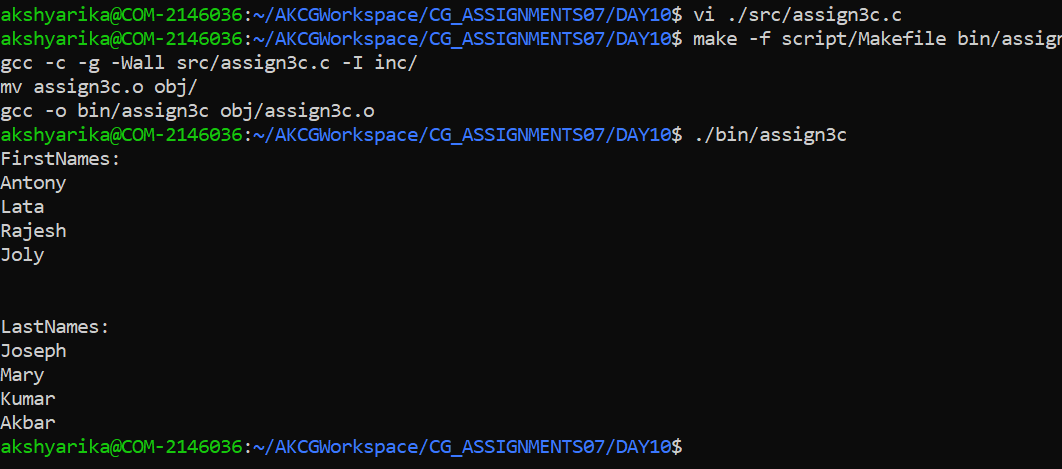 akshyarika@COM-2146036:~/AKCGWorkspace/CG_ASSIGNMENTS07/DAY10$ vi ./src/assign3c.c
akshyarika@COM-2146036:~/AKCGWorkspace/CG_ASSIGNMENTS07/DAY10$ make -f script/Makefile bin/assign
gcc -c -g -Wall src/assign3c.c -I inc/
mv assign3c.o obj/
gcc -o bin/assign3c obj/assign3c.o
akshyarika@COM-2146036:~/AKCGWorkspace/CG_ASSIGNMENTS07/DAY10$ ./bin/assign3c
FirstNames:
Antony
Lata
Rajesh
Joly
LastNames:
Joseph
Mary
Kumar
Akbar
akshyarika@COM-2146036:~/AKCGWorkspace/CG_ASSIGNMENTS07/DAY10$